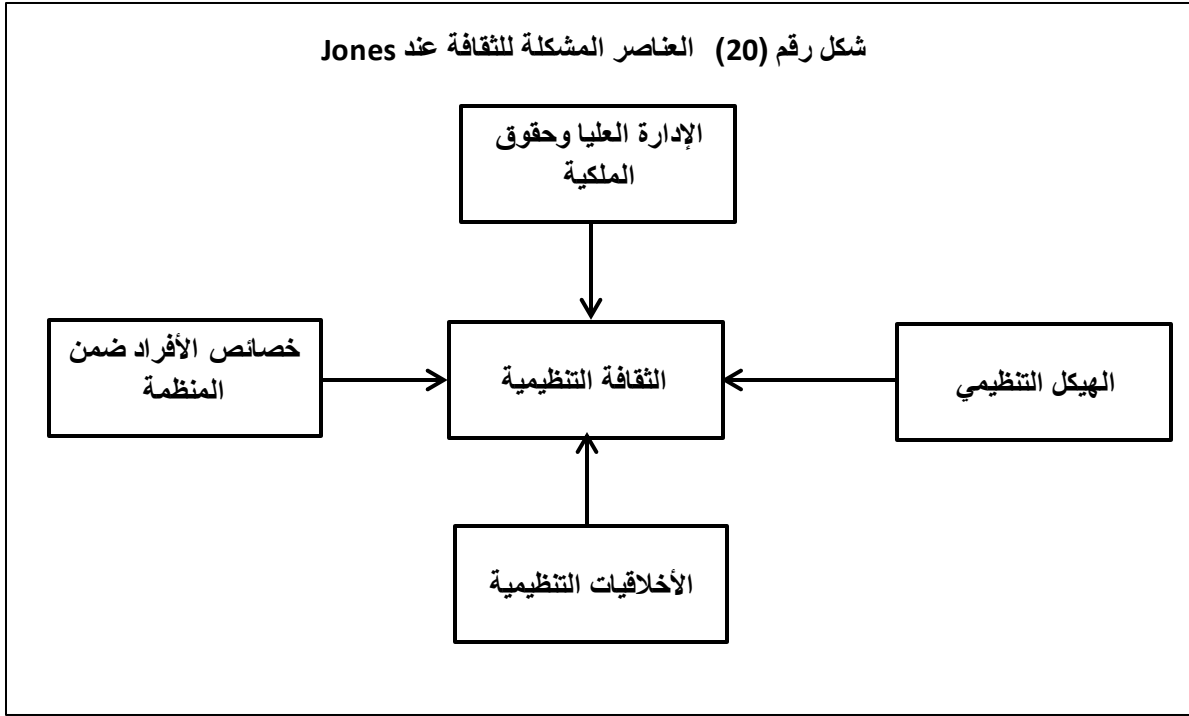 شكل رقم (20) العناصر المشكلة للثقافة عند Jones
الإدارة العليا وحقوق
الملكية
الهيكل التنظيمي
الثقافة التنظيمية
خصائص الأفراد ضمن
المنظمة
الأخلاقيات التنظيمية